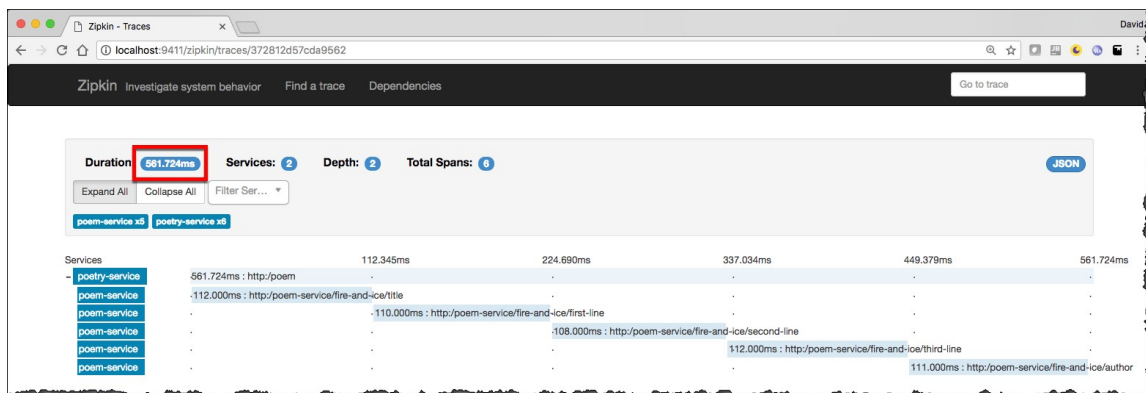 Zipkin - Traces
David
localhost:9411/zipkin/traces/372812d57cda9562
Zipkin Investigate system behavior Find a trace Dependencies Go to trace
Duration: 561.724ms Services: 2 Depth: 2 Total Spans: 6 JSON
Expand All Collapse All Filter Ser...
poem-service x5 poetry-service x6
Services 112.345ms 224.690ms 337.034ms 449.379ms 561.724ms
- poetry-service 561.724ms : http:/poem
poem-service 112.000ms : http:/poem-service/fire-and-ice/title
poem-service 110.000ms : http:/poem-service/fire-and-ice/first-line
poem-service 108.000ms : http:/poem-service/fire-and-ice/second-line
poem-service 112.000ms : http:/poem-service/fire-and-ice/third-line
poem-service 111.000ms : http:/poem-service/fire-and-ice/author